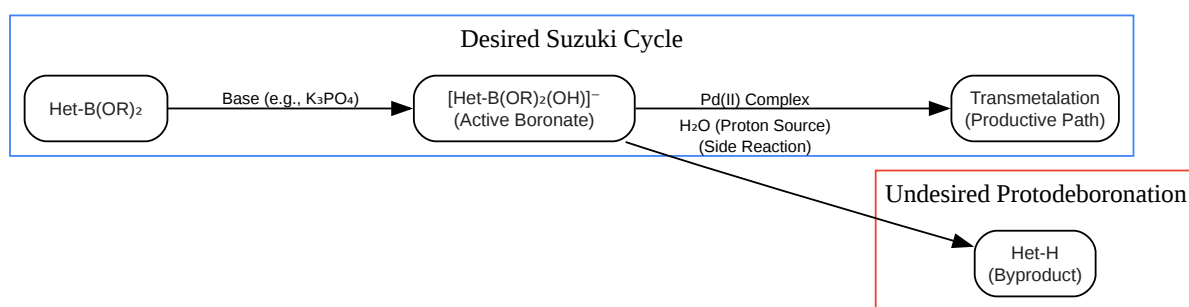 Desired Suzuki Cycle
Het-B(OR)₂
Base (e.g., K₃PO₄)
[Het-B(OR)₂(OH)]⁻
(Active Boronate)
Pd(II) Complex
H₂O (Proton Source)
(Side Reaction)
Transmetalation
(Productive Path)
Undesired Protodeboronation
Het-H
(Byproduct)